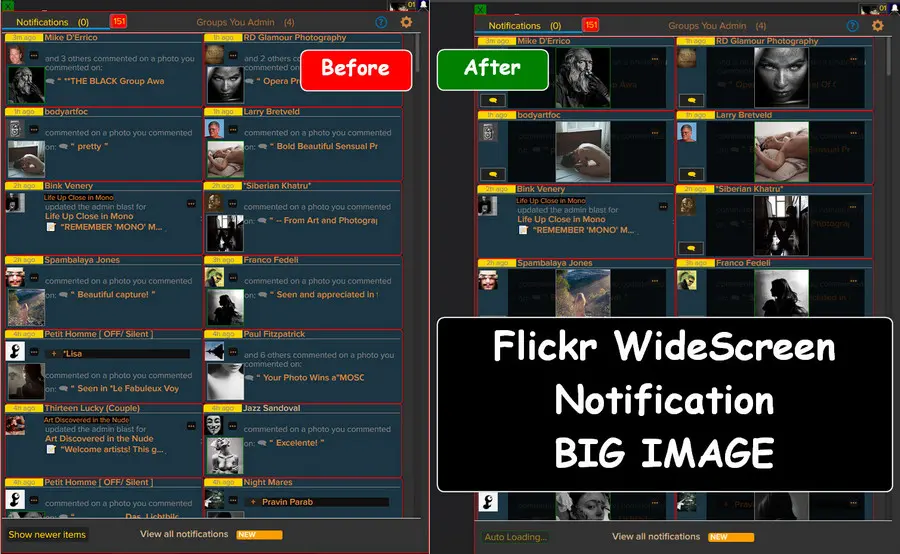 X
01
Notifications (0) 151
Groups You Admin (4)
?
3m ago Mike D'Errico
and 3 others commented on a photo you
commented on:
" **THE BLACK Group Awa
1h ago RD Glamour Photography
and 2 others
commented on:
" Opera Pr
Before
1h ago bodyartfoc
commented on a photo you commented
on: " pretty "
1h ago Larry Bretveld
commented on a photo you commented
on: " Bold Beautiful Sensual Pr
2h ago Bink Venery
Life Up Close in Mono
updated the admin blast for
Life Up Close in Mono
"REMEMBER 'MONO' M...
2h ago *Siberian Khatru*
commented on a photo you commented
on: " -- From Art and Photograp
2h ago Spambalaya Jones
commented on a photo you commented
on: " Beautiful capture! "
3h ago Franco Fedeli
commented on a photo you commented
on: " Seen and appreciated in t
4h ago Petit Homme [ OFF/ Silent ]
+ *Lisa
commented on a photo you commented
on: " Seen in "Le Fabuleux Voy
4h ago Paul Fitzpatrick
and 6 others commented on a photo you
commented on:
" Your Photo Wins a"MOSC
4h ago Thirteen Lucky (Couple)
Art Discovered in the Nude
updated the admin blast for
Art Discovered in the Nude
"Welcome artists! This g...
4h ago Jazz Sandoval
commented on a photo you commented
on: " Excelente! "
4h ago Petit Homme [ OFF/ Silent ]
commented on a photo you commented
4h ago Night Mares
+ Pravin Parab
Show newer items
View all notifications NEW
X
01
Notifications (0) 151
Groups You Admin (4)
?
After
3m ago Mike D'Errico
1h ago RD Glamour Photography
1h ago bodyartfoc
1h ago Larry Bretveld
2h ago Bink Venery
Life Up Close in Mono
updated the admin blast for
Life Up Close in Mono
"REMEMBER 'MONO' M...
2h ago *Siberian Khatru*
2h ago Spambalaya Jones
3h ago Franco Fedeli
Flickr WideScreen
Notification
BIG IMAGE
Auto Loading...
View all notifications NEW